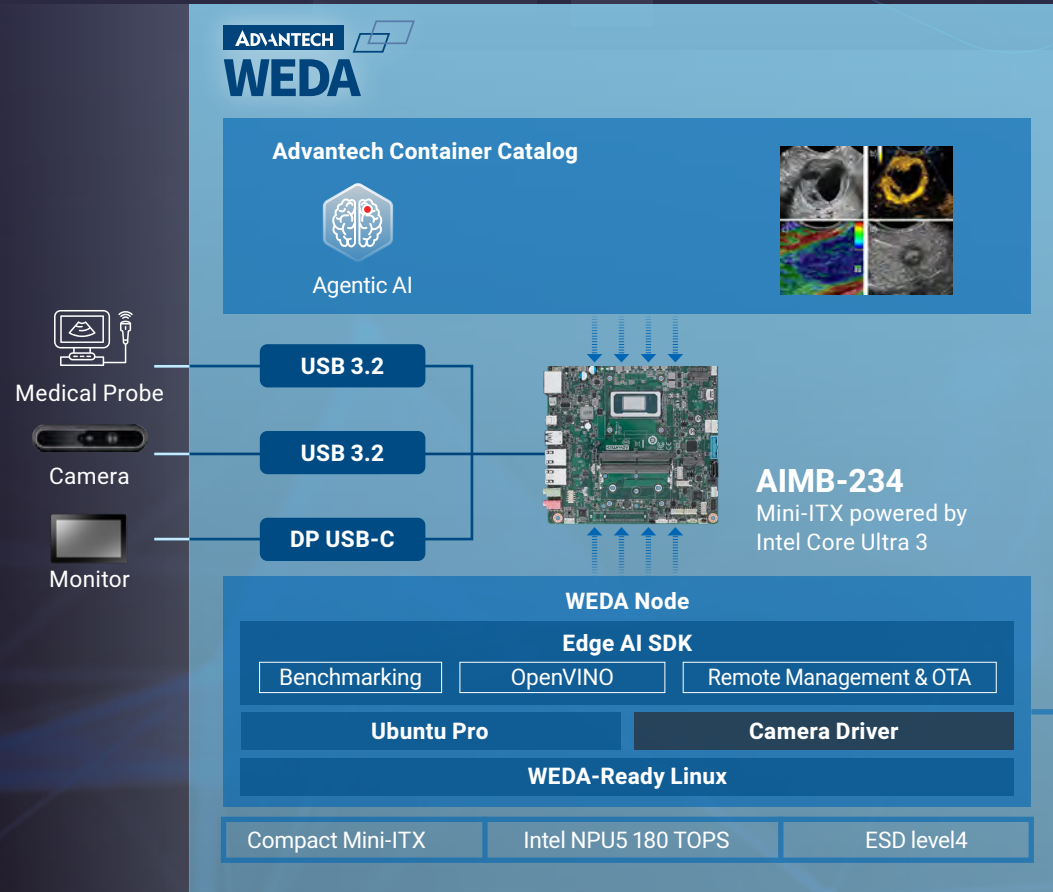 ADVANTECH
WEDA
Advantech Container Catalog
Agentic AI
Medical Probe
USB 3.2
Camera
USB 3.2
Monitor
DP USB-C
AIMB-234
Mini-ITX powered by
Intel Core Ultra 3
WEDA Node
Edge AI SDK
Benchmarking
OpenVINO
Remote Management & OTA
Ubuntu Pro
Camera Driver
WEDA-Ready Linux
Compact Mini-ITX
Intel NPU5 180 TOPS
ESD level4